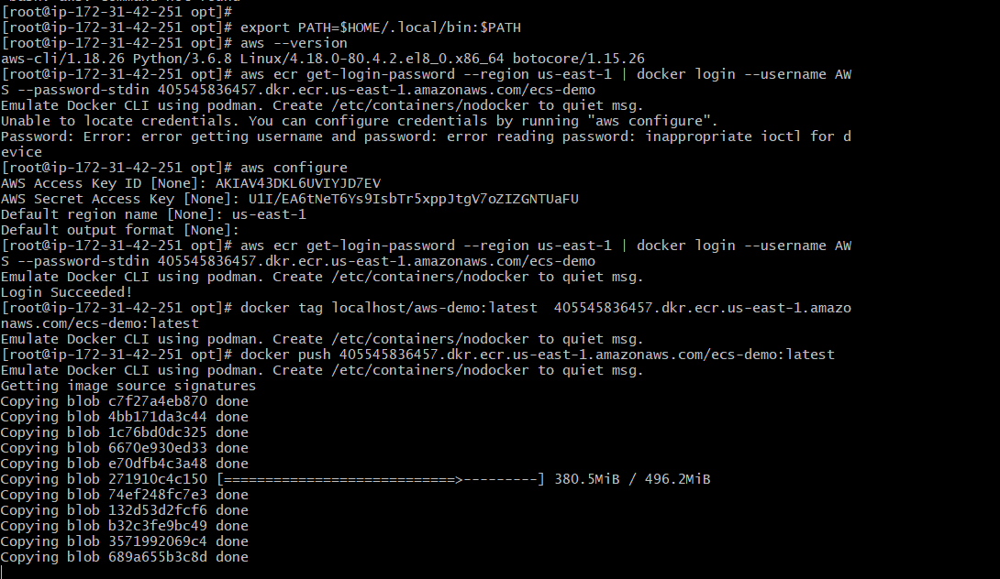 [root@ip-172-31-42-251 opt]#
[root@ip-172-31-42-251 opt]# export PATH=$HOME/.local/bin:$PATH
[root@ip-172-31-42-251 opt]# aws --version
aws-cli/1.18.26 Python/3.6.8 Linux/4.18.0-80.4.2.el8_0.x86_64 botocore/1.15.26
[root@ip-172-31-42-251 opt]# aws ecr get-login-password --region us-east-1 | docker login --username AW
S --password-stdin 405545836457.dkr.ecr.us-east-1.amazonaws.com/ecs-demo
Emulate Docker CLI using podman. Create /etc/containers/nodocker to quiet msg.
Unable to locate credentials. You can configure credentials by running "aws configure".
Password: Error: error getting username and password: error reading password: inappropriate ioctl for d
evice
[root@ip-172-31-42-251 opt]# aws configure
AWS Access Key ID [None]: AKIAV43DKL6UVIYJD7EV
AWS Secret Access Key [None]: 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
Default region name [None]: us-east-1
Default output format [None]:
[root@ip-172-31-42-251 opt]# aws ecr get-login-password --region us-east-1 | docker login --username AW
S --password-stdin 405545836457.dkr.ecr.us-east-1.amazonaws.com/ecs-demo
Emulate Docker CLI using podman. Create /etc/containers/nodocker to quiet msg.
Login Succeeded!
[root@ip-172-31-42-251 opt]# docker tag localhost/aws-demo:latest  405545836457.dkr.ecr.us-east-1.amazo
naws.com/ecs-demo:latest
Emulate Docker CLI using podman. Create /etc/containers/nodocker to quiet msg.
[root@ip-172-31-42-251 opt]# docker push 405545836457.dkr.ecr.us-east-1.amazonaws.com/ecs-demo:latest
Emulate Docker CLI using podman. Create /etc/containers/nodocker to quiet msg.
Getting image source signatures
Copying blob c7f27a4eb870 done
Copying blob 4bb171da3c44 done
Copying blob 1c76bd0dc325 done
Copying blob 6670e930ed33 done
Copying blob e70dfb4c3a48 done
Copying blob 271910c4c150 [============================>---------] 380.5MiB / 496.2MiB
Copying blob 74ef248fc7e3 done
Copying blob 132d53d2fcf6 done
Copying blob b32c3fe9bc49 done
Copying blob 3571992069c4 done
Copying blob 689a655b3c8d done